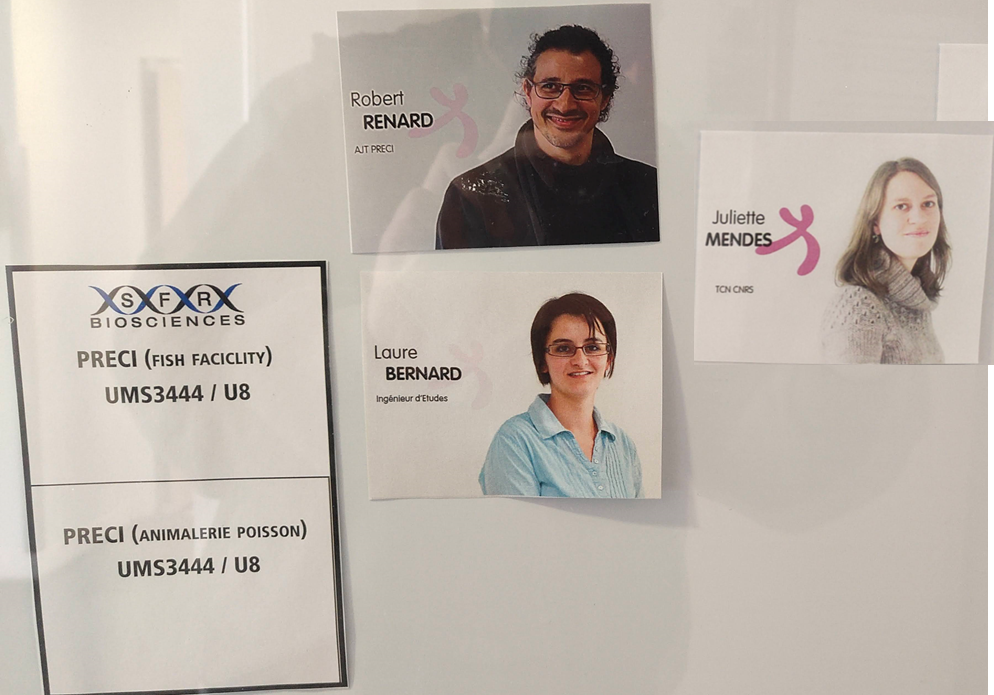 Robert
RENARD
AJT PRECI
Juliette
MENDES
TCN CNRS
SFR
BIOSCIENCES
PRECI (FISH FACICLITY)
UMS3444 / U8
PRECI (ANIMALERIE POISSON)
UMS3444 / U8
Laure
BERNARD
Ingénieur d'Etudes